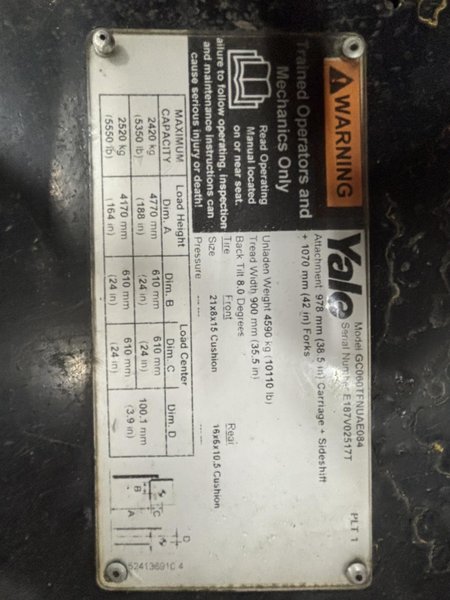 WARNING
Trained Operators and
Mechanics Only
Read Operating
Manual located
on or near seat.
ailure to follow operating, inspection
and maintenance instructions can
cause serious injury or death!
Yale
Model GC060TFNUAE084
Serial Number E187V02517T
PLT 1
Attachment 978 mm (38.5 in) Carriage + Sideshift
+ 1070 mm (42 in) Forks
Unladen Weight 4590 kg (10110 lb)
Tread Width 900 mm (35.5 in)
Back Tilt 8.0 Degrees
Tire Front Rear
Size 21x8x15 Cushion 16x6x10.5 Cushion
Pressure --- --- --- ---
MAXIMUM CAPACITY Load Height Dim. A Load Center Dim. B Dim. C Dim. D
2420 kg 4770 mm 610 mm 610 mm 100.1 mm
(5350 lb) (188 in) (24 in) (24 in) (3.9 in)
2520 kg 4170 mm 610 mm 610 mm
(5550 lb) (164 in) (24 in) (24 in)
D
C
B
A
524136910 4